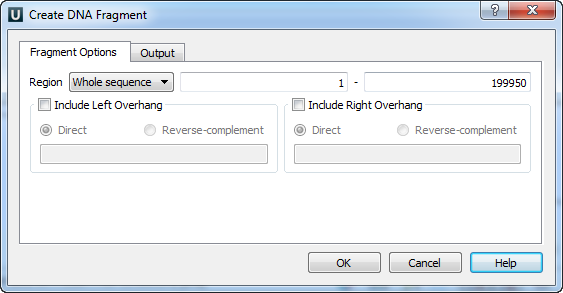 U Create DNA Fragment ?
Fragment Options Output
Region Whole sequence 1 - 199950
Include Left Overhang Include Right Overhang
Direct Reverse-complement Direct Reverse-complement
OK Cancel Help